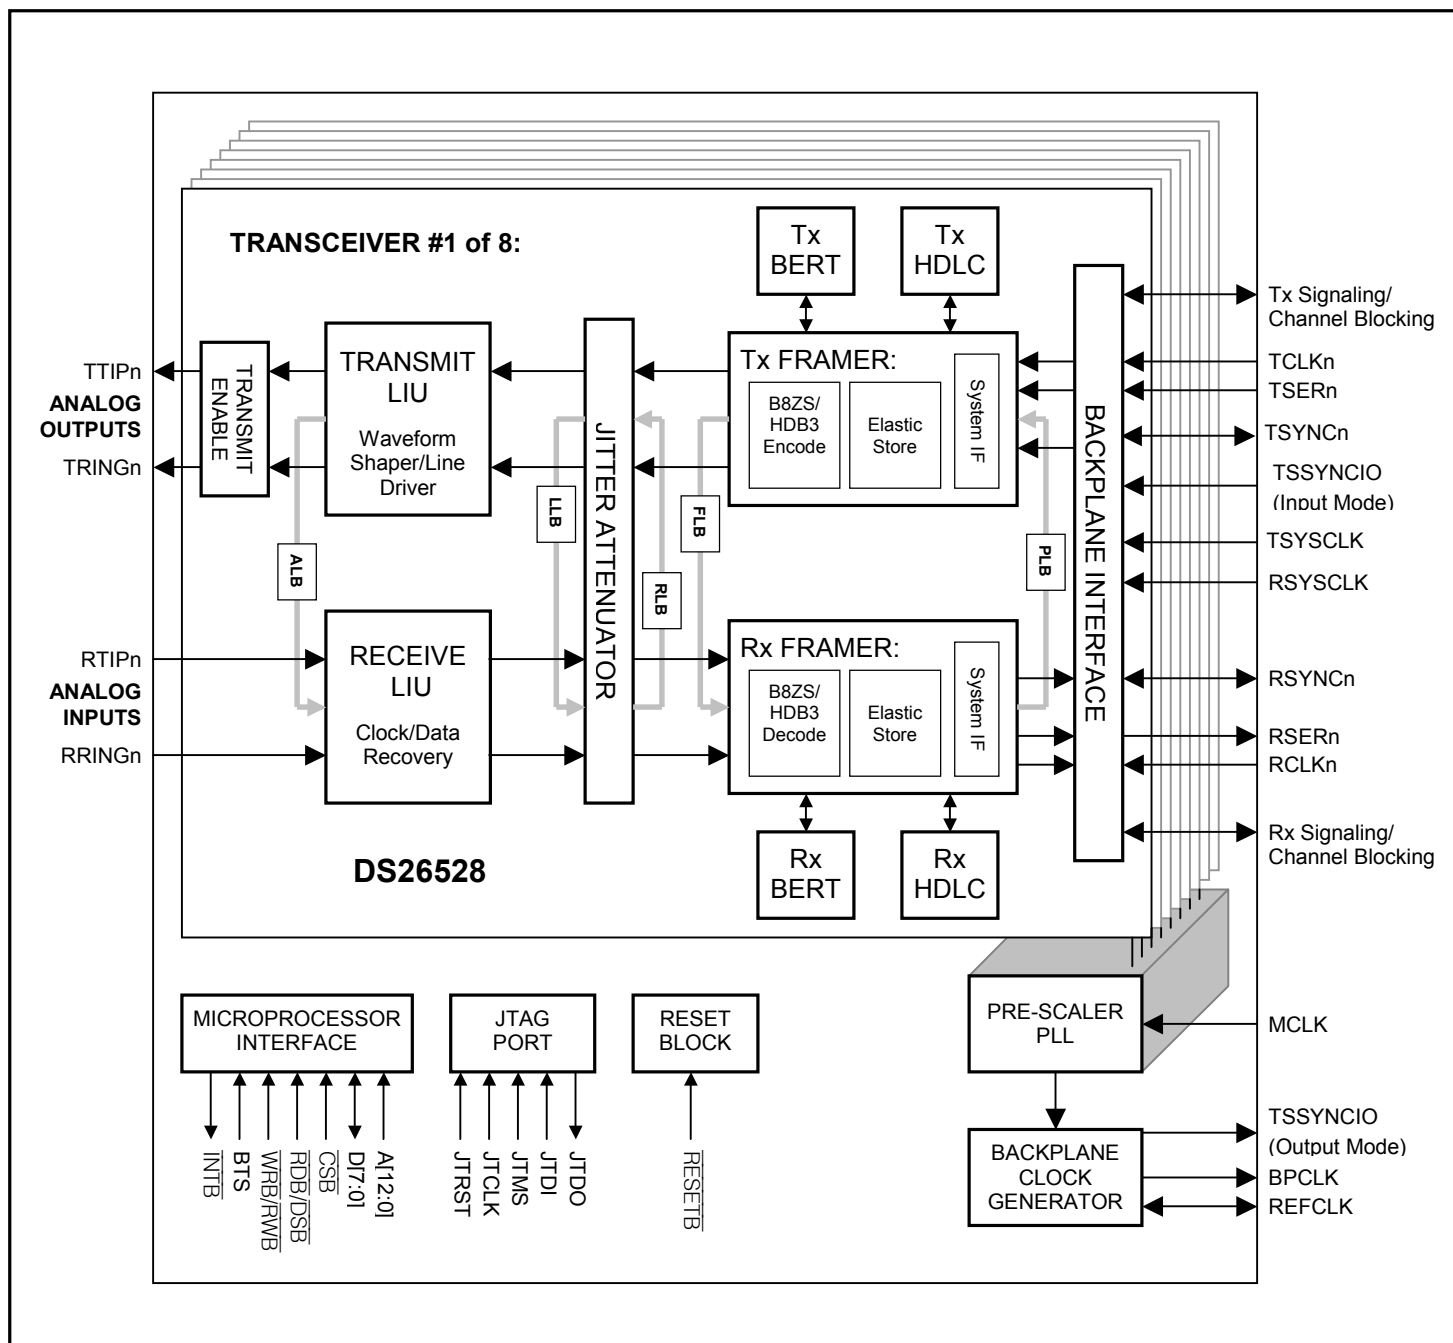 TRANSCEIVER #1 of 8:
Tx
BERT
Tx
HDLC
Tx Signaling/
Channel Blocking
TTIPn
ANALOG
OUTPUTS
TRINGn
TRANSMIT
ENABLE
TRANSMIT
LIU
Waveform
Shaper/Line
Driver
JITTER ATTENUATOR
Tx FRAMER:
B8ZS/
HDB3
Encode
Elastic
Store
System IF
BACKPLANE INTERFACE
TCLKn
TSERn
TSYNCn
TSSYNCIO
(Input Mode)
TSYSCLK
RSYSCLK
ALB
LLB
RLB
FLB
PLB
RTIPn
ANALOG
INPUTS
RRINGn
RECEIVE
LIU
Clock/Data
Recovery
Rx FRAMER:
B8ZS/
HDB3
Decode
Elastic
Store
System IF
RSYNCn
RSERn
RCLKn
Rx Signaling/
Channel Blocking
DS26528
Rx
BERT
Rx
HDLC
MICROPROCESSOR
INTERFACE
JTAG
PORT
RESET
BLOCK
PRE-SCALER
PLL
MCLK
INTB
BTS
WRB/RWB
RDB/DSB
CSB
D[7:0]
A[12:0]
JTRST
JTCLK
JTMS
JTDI
JTDO
RESETB
BACKPLANE
CLOCK
GENERATOR
TSSYNCIO
(Output Mode)
BPCLK
REFCLK